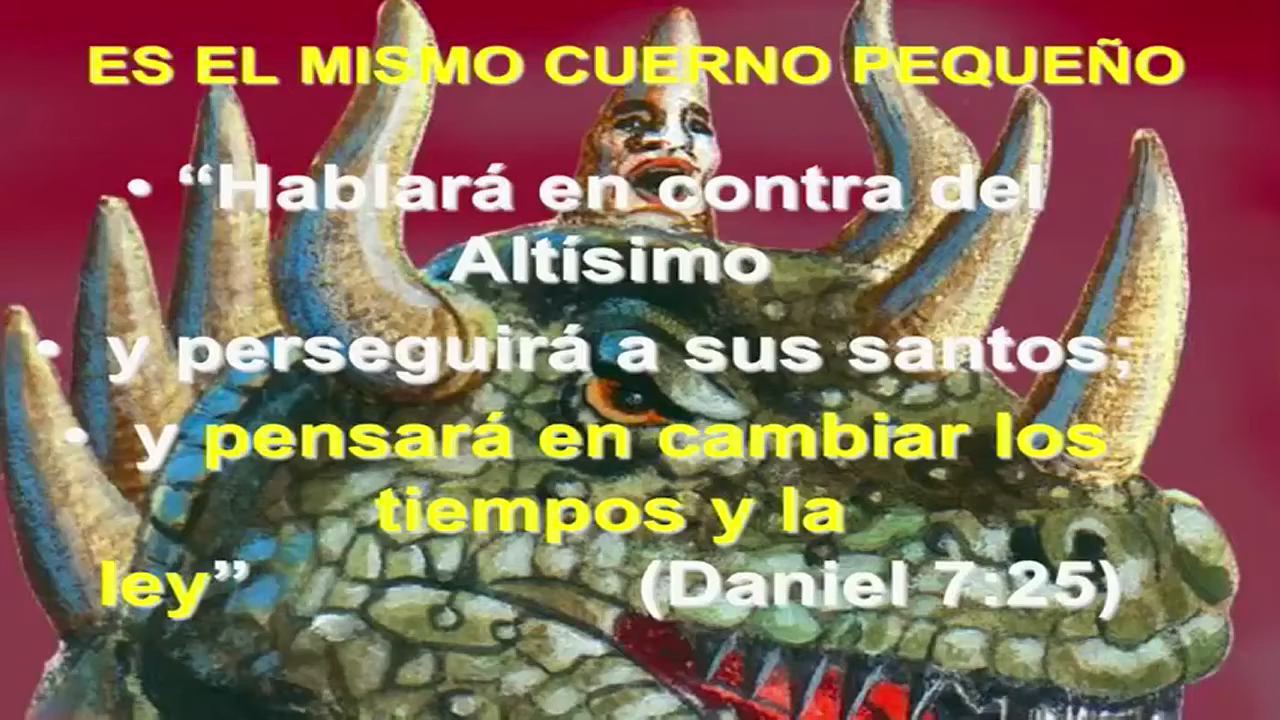 ES EL MISMO CUERNO PEQUEÑO
• “Hablará en contra del
Altísimo
• y perseguirá a sus santos;
• y pensará en cambiar los
tiempos y la
ley” (Daniel 7:25)